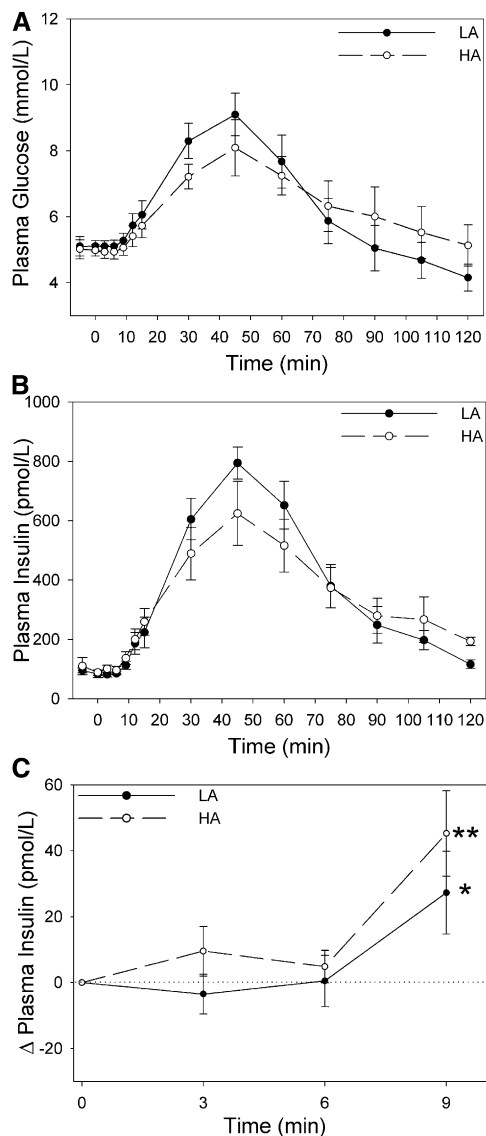 A
12
10
8
6
4
Plasma Glucose (mmol/L)
LA
HA
0 10 20 30 40 50 60 70 80 90 100 110 120
Time (min)
B
1000
800
600
400
200
0
Plasma Insulin (pmol/L)
LA
HA
0 10 20 30 40 50 60 70 80 90 100 110 120
Time (min)
C
60
40
20
0
-20
Δ Plasma Insulin (pmol/L)
LA
HA
**
*
0 3 6 9
Time (min)